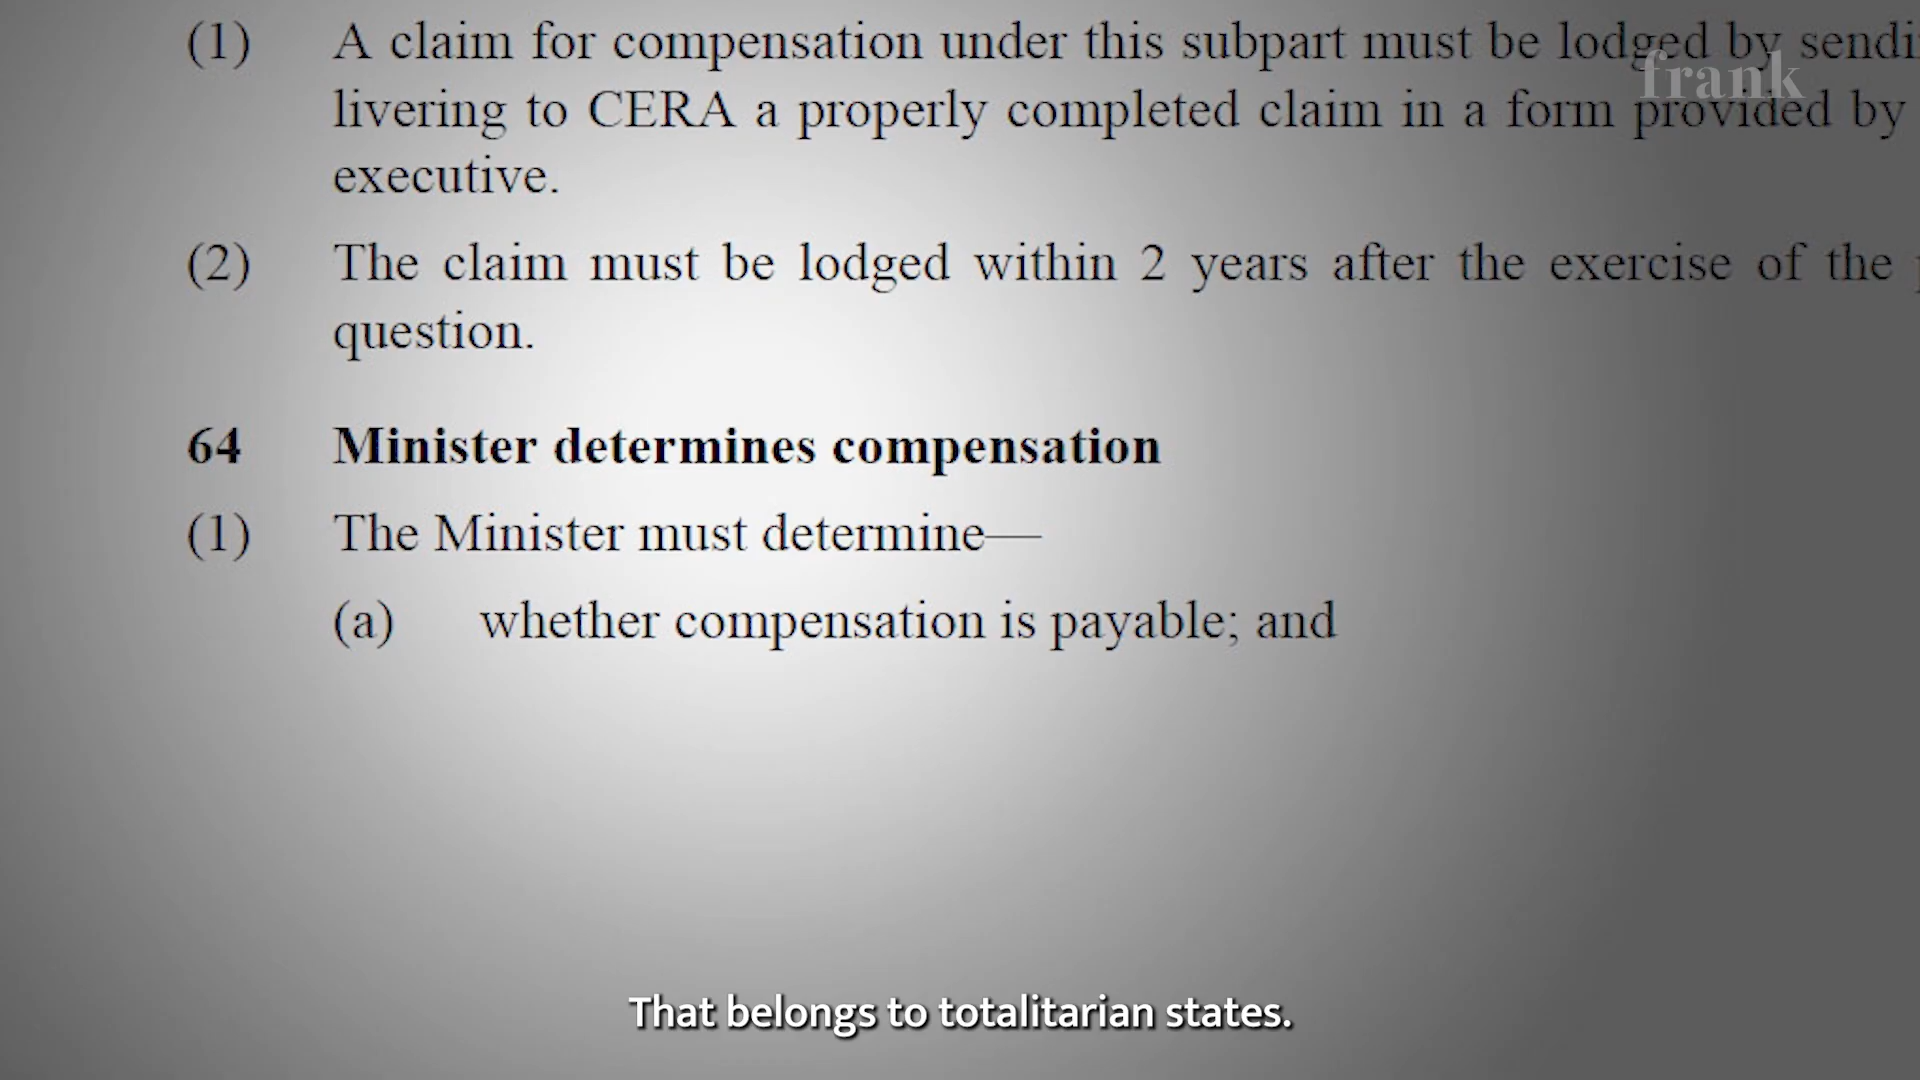 (1) A claim for compensation under this subpart must be lodged by
frank
livering to CERA a properly completed claim in a form provided by
executive.
(2) The claim must be lodged within 2 years after the exercise of the
question.
64 Minister determines compensation
(1) The Minister must determine—
(a) whether compensation is payable; and
That belongs to totalitarian states.